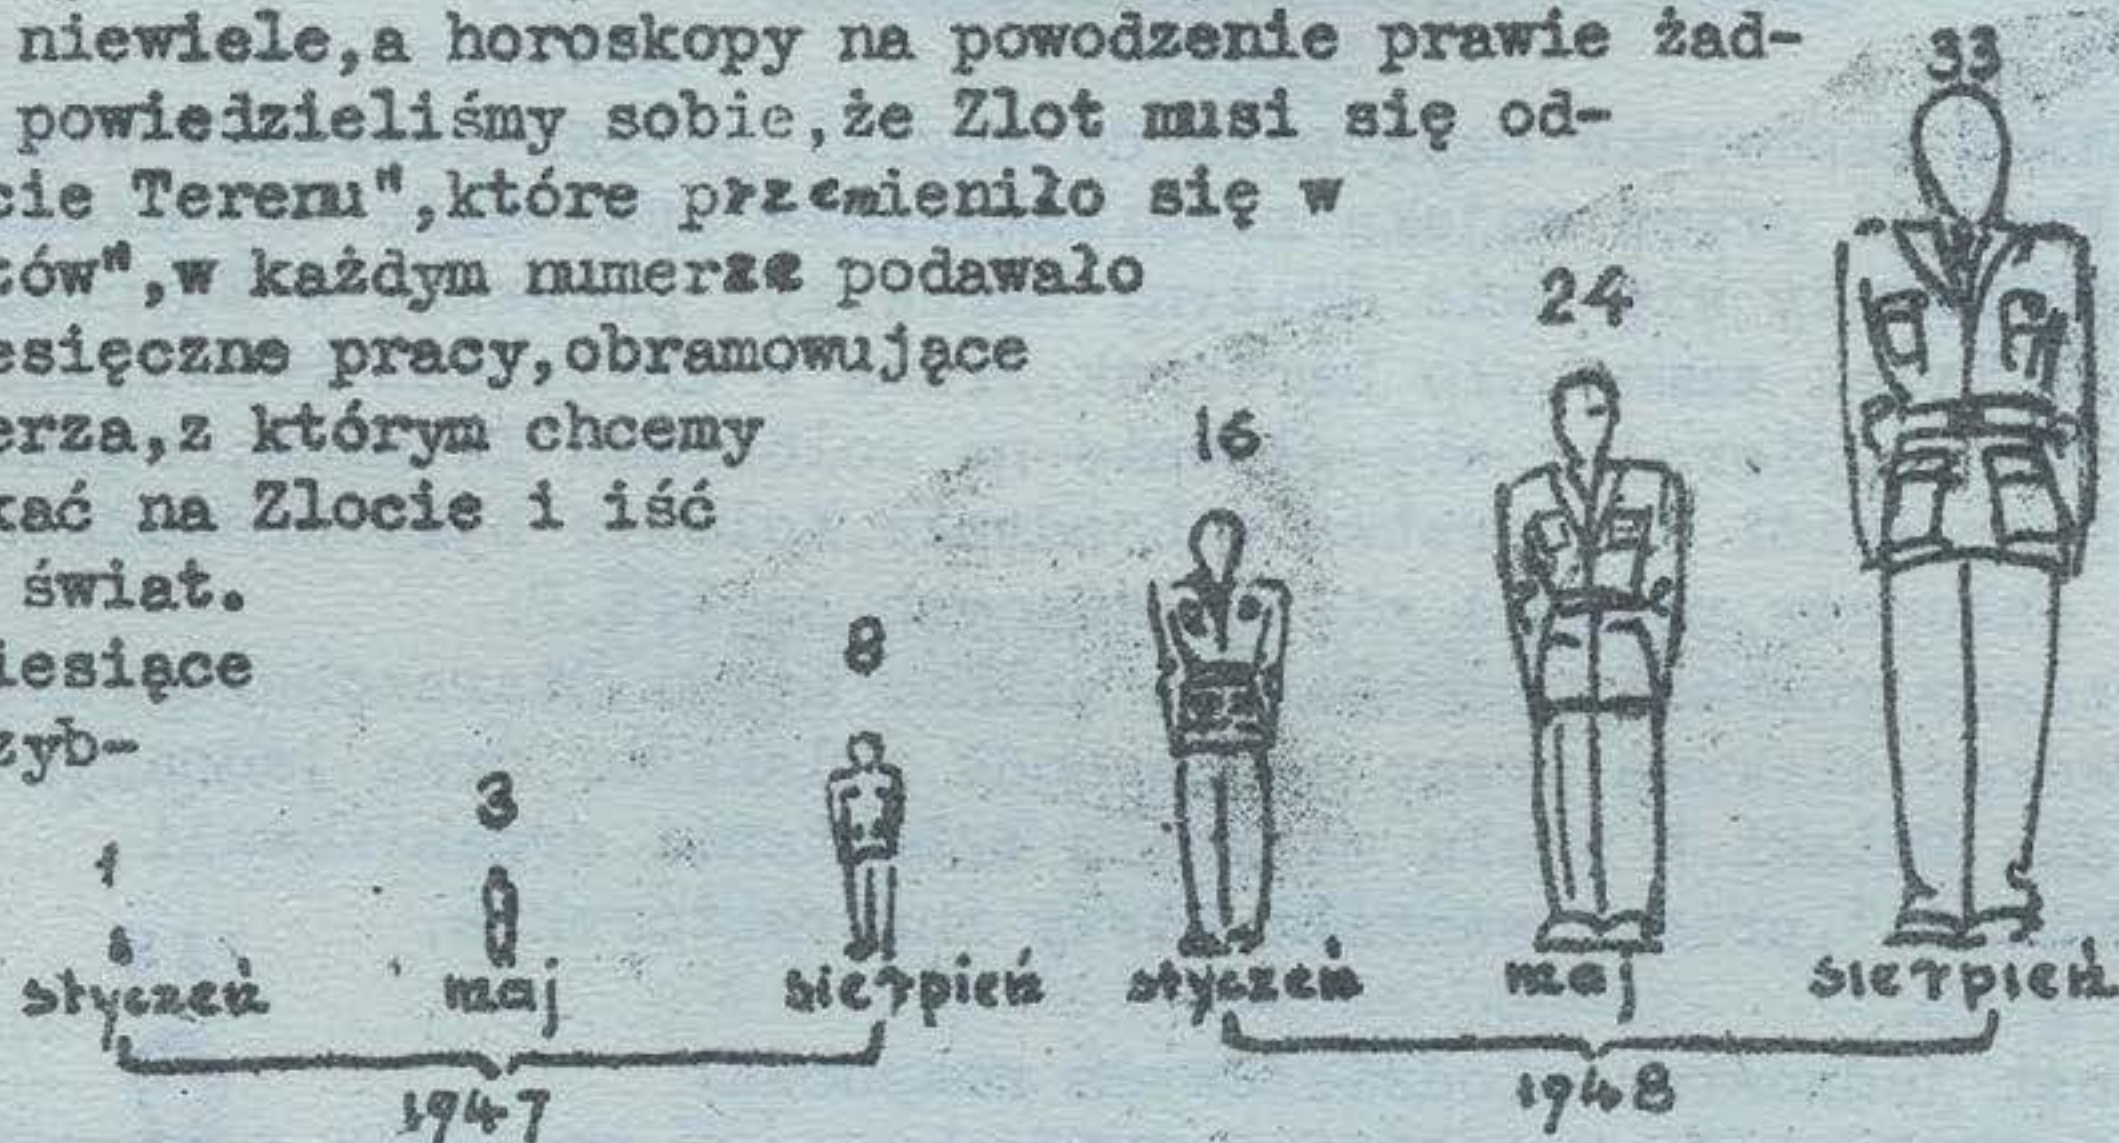 niewiele,a horoskopy na powodzenie prawie żad-
powiedzieliśmy sobie,że Zlot musi się od-
cie Terenu",które przemieniło się w
tów",w każdym numerze podawało
esięczne pracy,obramowujące
erza,z którym chcemy
kać na Zlocie i iść
świat.
iesiące
zyb-
1 3 8 16 24 33
styczeń maj sierpień styczeń maj sierpień
1947 1948